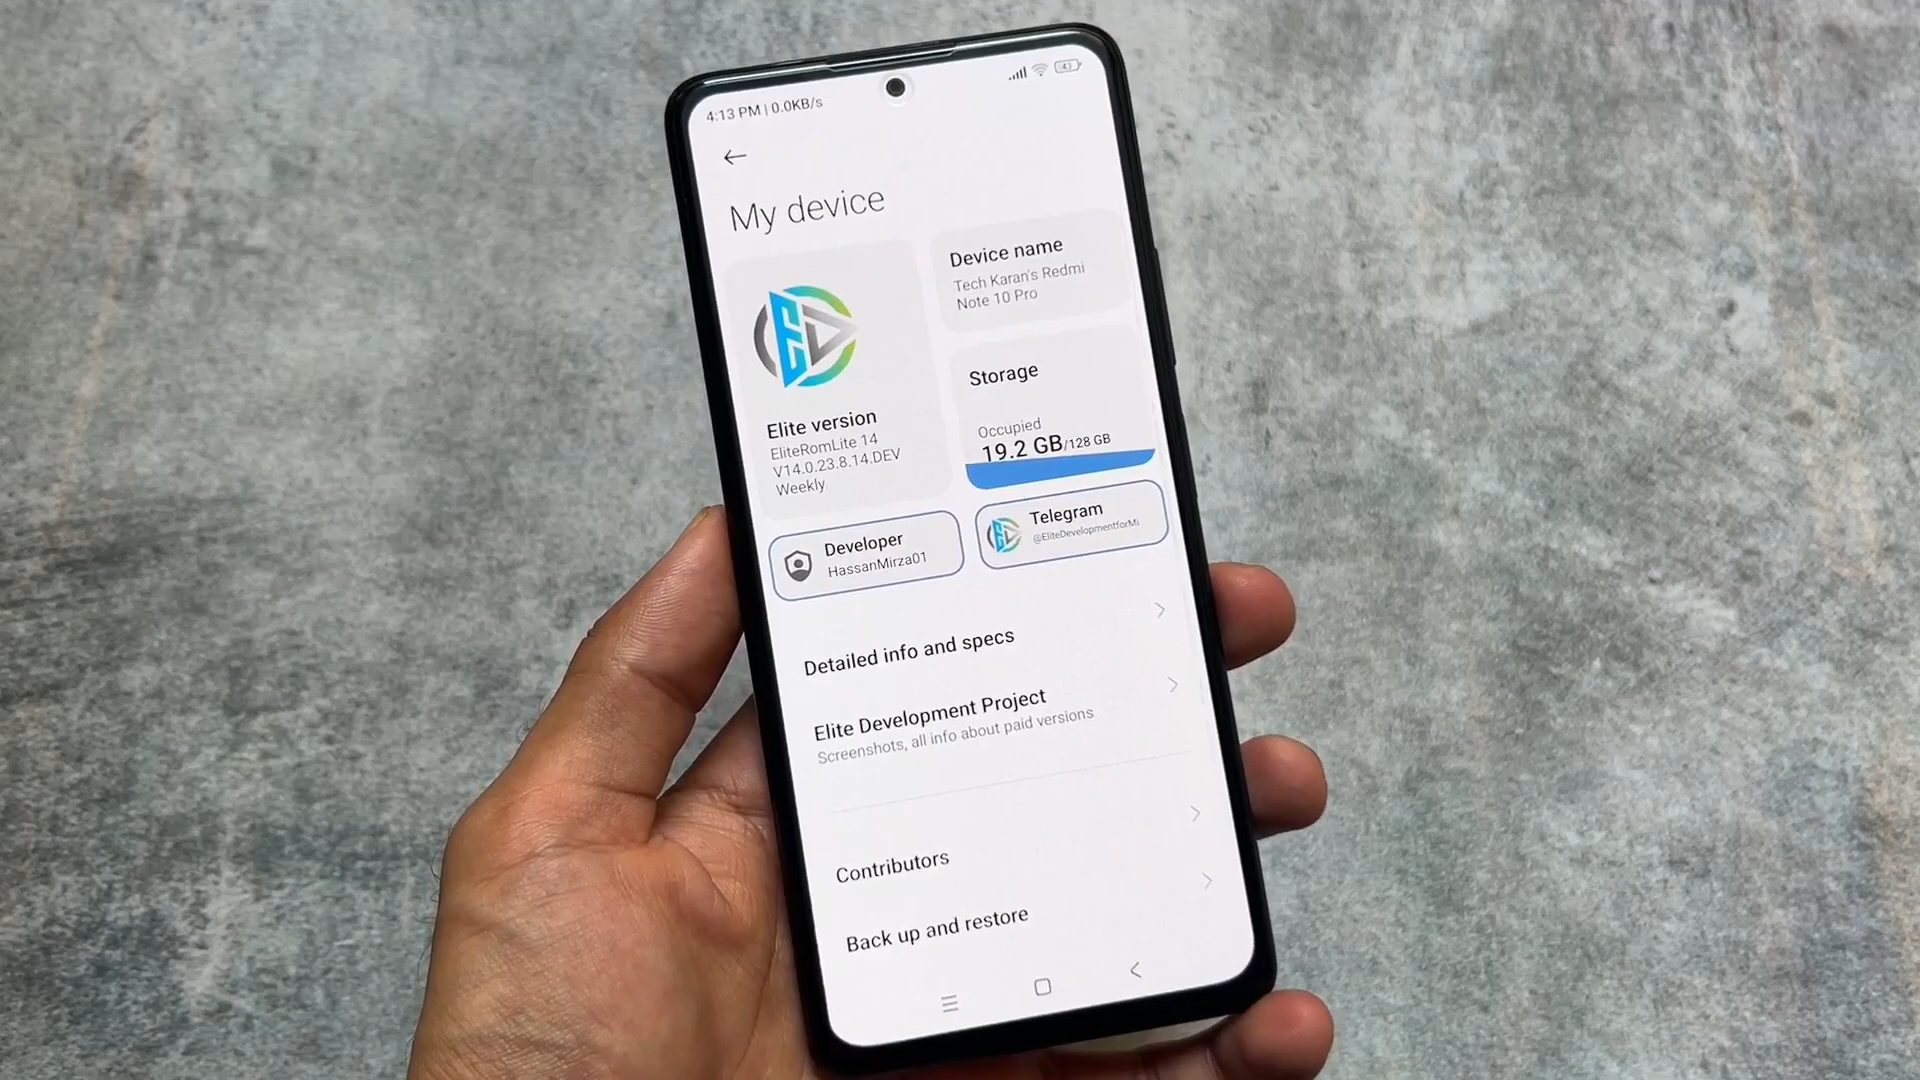 4:13 PM | 0.0KB/s
43
My device
Device name
Tech Karan's Redmi
Note 10 Pro
Elite version
EliteRomLite 14
V14.0.23.8.14.DEV
Weekly
Storage
Occupied
19.2 GB/128 GB
Developer
HassanMirza01
Telegram
@EliteDevelopmentforMi
Detailed info and specs
Elite Development Project
Screenshots, all info about paid versions
Contributors
Back up and restore